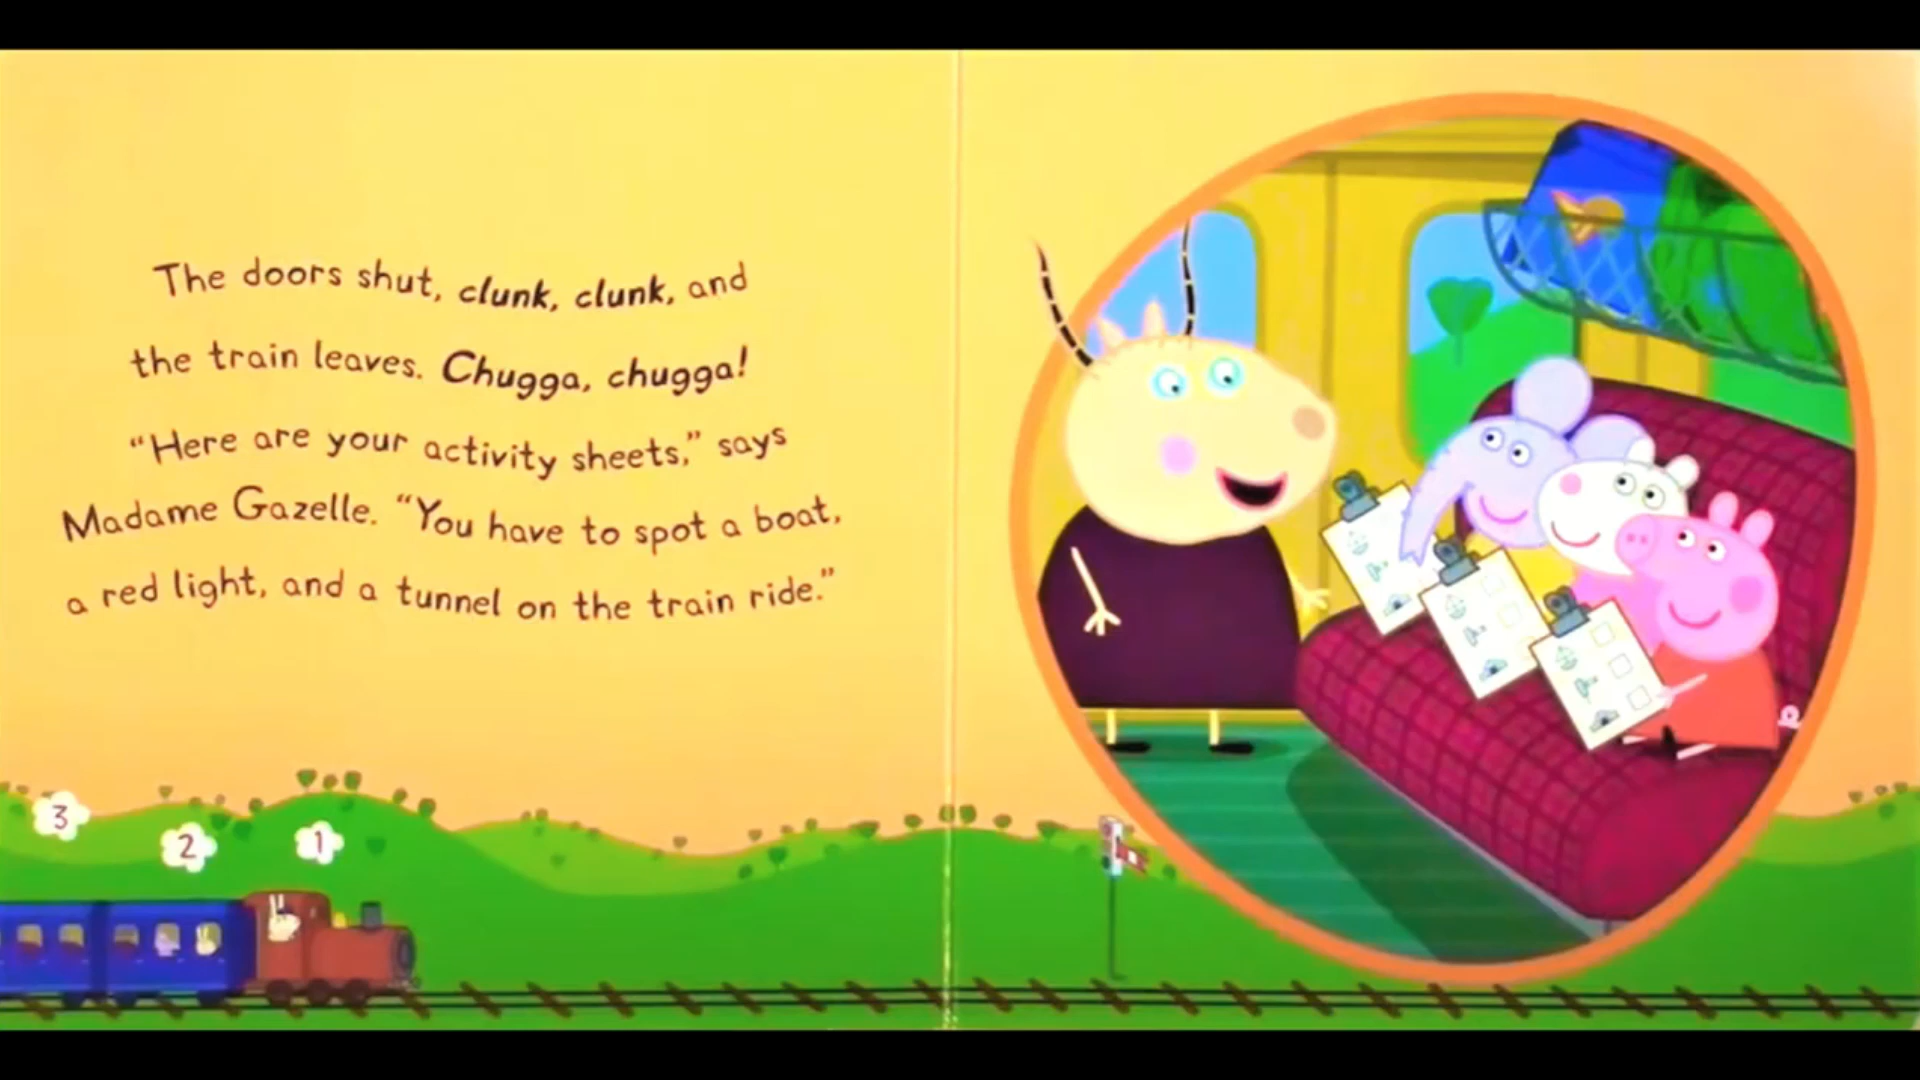 The doors shut, clunk, clunk, and
the train leaves. Chugga, chugga!
“Here are your activity sheets,” says
Madame Gazelle. “You have to spot a boat,
a red light, and a tunnel on the train ride.”
3
2
1